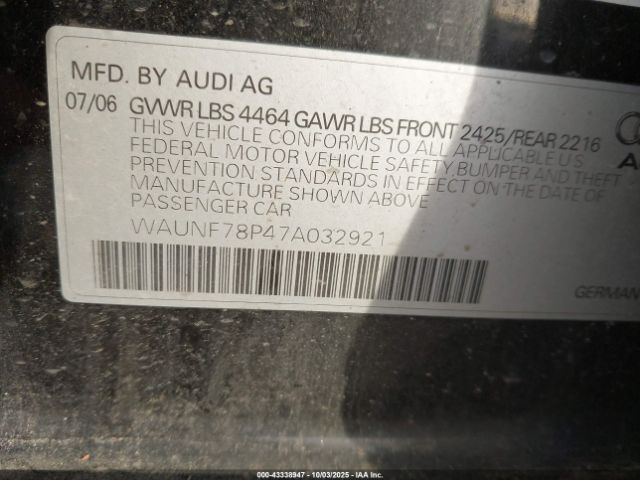 MFD. BY AUDI AG
07/06 GVWR LBS 4464 GAWR LBS FRONT 2425/REAR 2216
THIS VEHICLE CONFORMS TO ALL APPLICABLE U S
FEDERAL MOTOR VEHICLE SAFETY, BUMPER AND THEFT
PREVENTION STANDARDS IN EFFECT ON THE DATE OF
MANUFACTURE SHOWN ABOVE
PASSENGER CAR
WAUNF78P47A032921
GERMAN
000-43338947 - 10/03/2025 - IAA Inc.